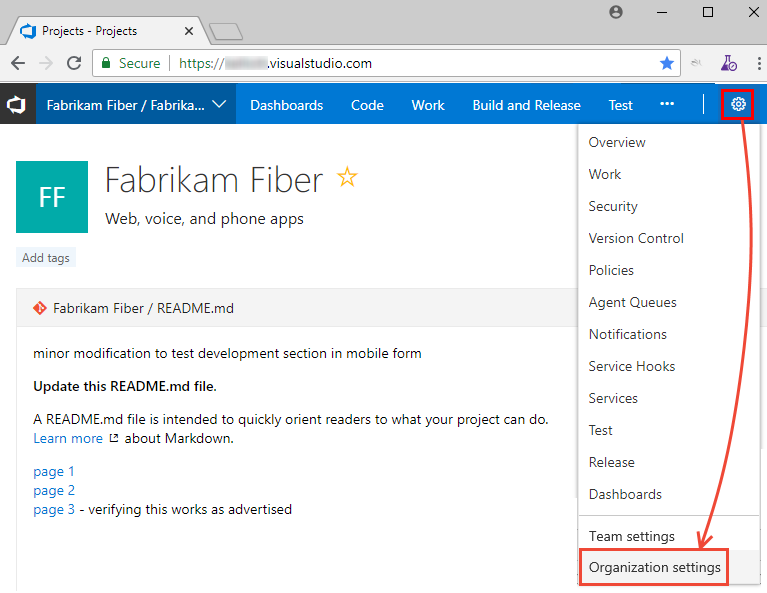 Projects - Projects
Secure https:// .visualstudio.com
Fabrikam Fiber / Fabrika... Dashboards Code Work Build and Release Test ...
FF
Fabrikam Fiber
Web, voice, and phone apps
Add tags
Fabrikam Fiber / README.md
minor modification to test development section in mobile form
Update this README.md file.
A README.md file is intended to quickly orient readers to what your project can do.
Learn more about Markdown.
page 1
page 2
page 3 - verifying this works as advertised
Overview
Work
Security
Version Control
Policies
Agent Queues
Notifications
Service Hooks
Services
Test
Release
Dashboards
Team settings
Organization settings